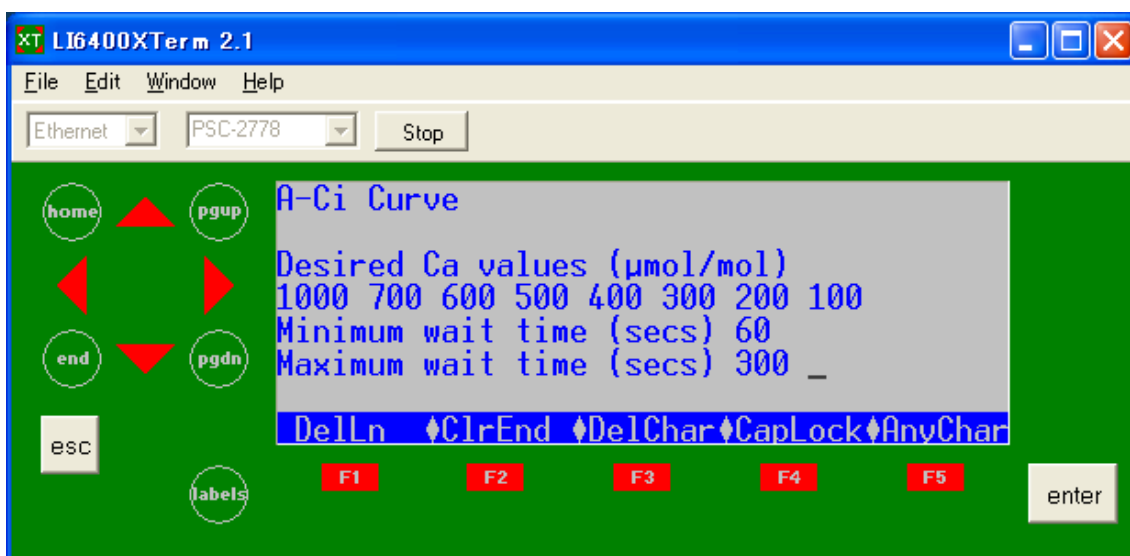 XT LI6400XTerm 2.1
File Edit Window Help
Ethernet PSC-2778 Stop
home pgup
A-Ci Curve
Desired Ca values (µmol/mol)
1000 700 600 500 400 300 200 100
Minimum wait time (secs) 60
Maximum wait time (secs) 300 _
end pgdn
DelLn ♦ClrEnd ♦DelChar♦CapLock♦AnyChar
esc
F1 F2 F3 F4 F5
labels
enter